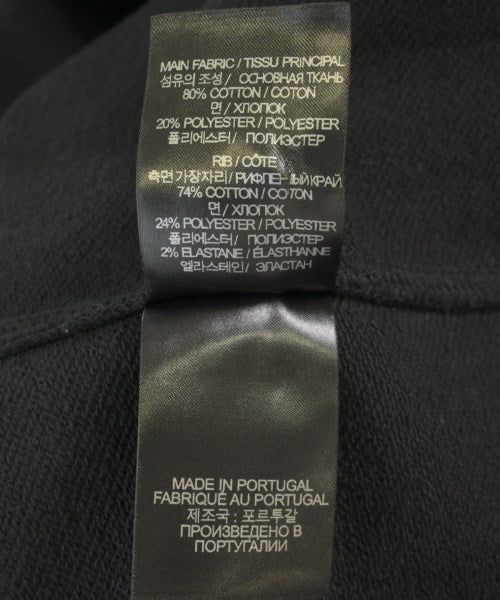 MAIN FABRIC / TISSU PRINCIPAL
섬유의 조성 / ОСНОВНАЯ ТКАНЬ
80% COTTON / COTON
면 / ХЛОПОК
20% POLYESTER / POLYESTER
폴리에스터 / ПОЛИЭСТЕР
RIB / CÔTE
측면 가장자리 / РИФЛЕНЫЙ КРАЙ
74% COTTON / COTON
면 / ХЛОПОК
24% POLYESTER / POLYESTER
폴리에스터 / ПОЛИЭСТЕР
2% ELASTANE / ÉLASTHANNE
엘라스테인 / ЭЛАСТАН
MADE IN PORTUGAL
FABRIQUÉ AU PORTUGAL
제조국 : 포르투갈
ПРОИЗВЕДЕНО В
ПОРТУГАЛИИ